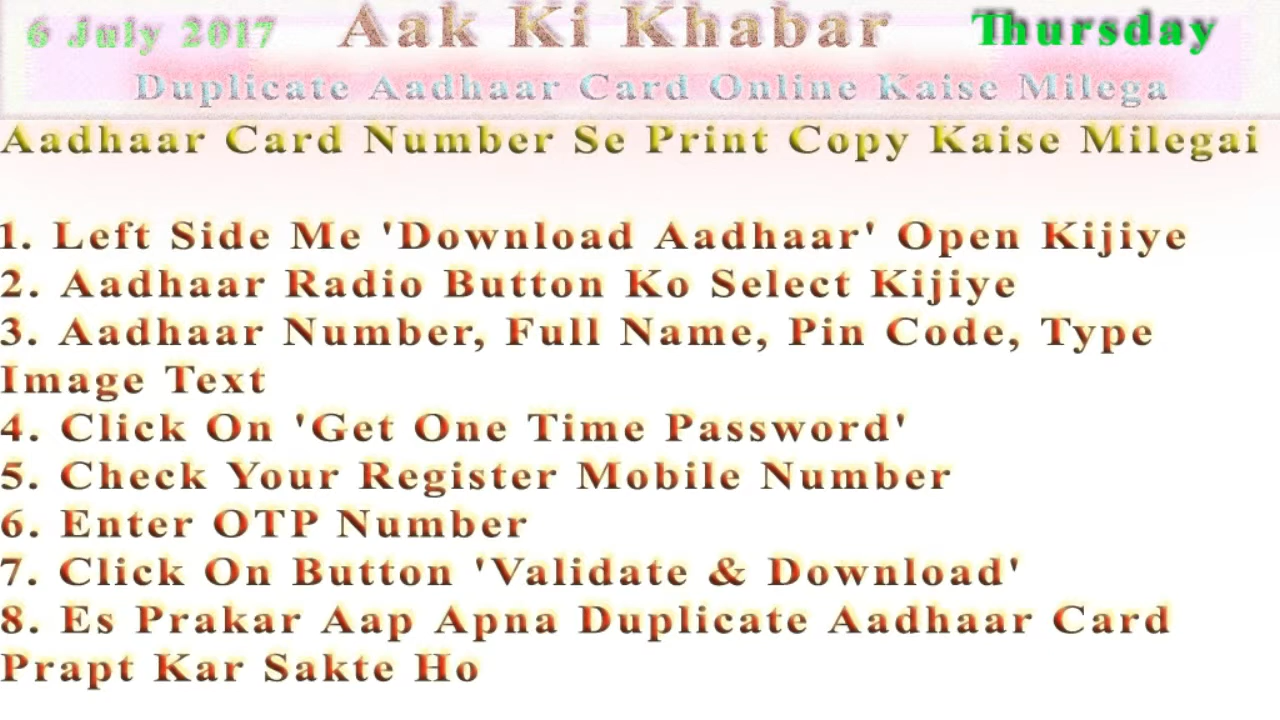 6 July 2017 Aak Ki Khabar Thursday
Duplicate Aadhaar Card Online Kaise Milega
Aadhaar Card Number Se Print Copy Kaise Milegai
1. Left Side Me 'Download Aadhaar' Open Kijiye
2. Aadhaar Radio Button Ko Select Kijiye
3. Aadhaar Number, Full Name, Pin Code, Type
Image Text
4. Click On 'Get One Time Password'
5. Check Your Register Mobile Number
6. Enter OTP Number
7. Click On Button 'Validate & Download'
8. Es Prakar Aap Apna Duplicate Aadhaar Card
Prapt Kar Sakte Ho